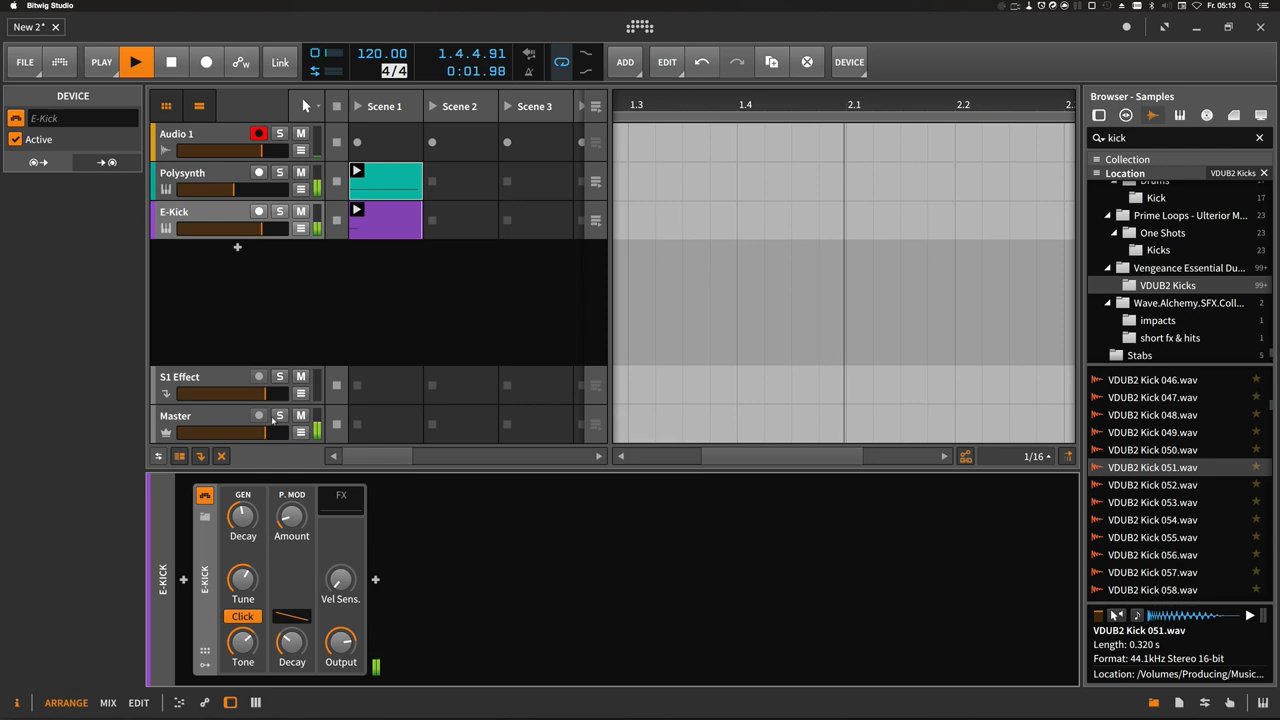 Bitwig Studio
Fr. 05:13
New 2*
FILE
PLAY
Link
120.00
4/4
1.4.4.91
0:01.98
ADD
EDIT
DEVICE
DEVICE
E-Kick
Active
Scene 1
Scene 2
Scene 3
Audio 1
S
M
Polysynth
S
M
E-Kick
S
M
S1 Effect
S
M
Master
S
M
1.3
1.4
2.1
2.2
1/16
Browser - Samples
kick
Collection
Location
VDUB2 Kicks
Drums
Kick
17
Prime Loops - Ulterior M...
23
One Shots
23
Kicks
23
Vengeance Essential Du...
99+
VDUB2 Kicks
99+
Wave.Alchemy.SFX.Coll...
2
impacts
1
short fx & hits
1
Stabs
5
VDUB2 Kick 046.wav
VDUB2 Kick 047.wav
VDUB2 Kick 048.wav
VDUB2 Kick 049.wav
VDUB2 Kick 050.wav
VDUB2 Kick 051.wav
VDUB2 Kick 052.wav
VDUB2 Kick 053.wav
VDUB2 Kick 054.wav
VDUB2 Kick 055.wav
VDUB2 Kick 056.wav
VDUB2 Kick 057.wav
VDUB2 Kick 058.wav
VDUB2 Kick 051.wav
Length: 0.320 s
Format: 44.1kHz Stereo 16-bit
Location: /Volumes/Producing/Music...
E-KICK
E-KICK
GEN
P. MOD
FX
Decay
Amount
Tune
Vel Sens.
Click
Tone
Decay
Output
ARRANGE
MIX
EDIT